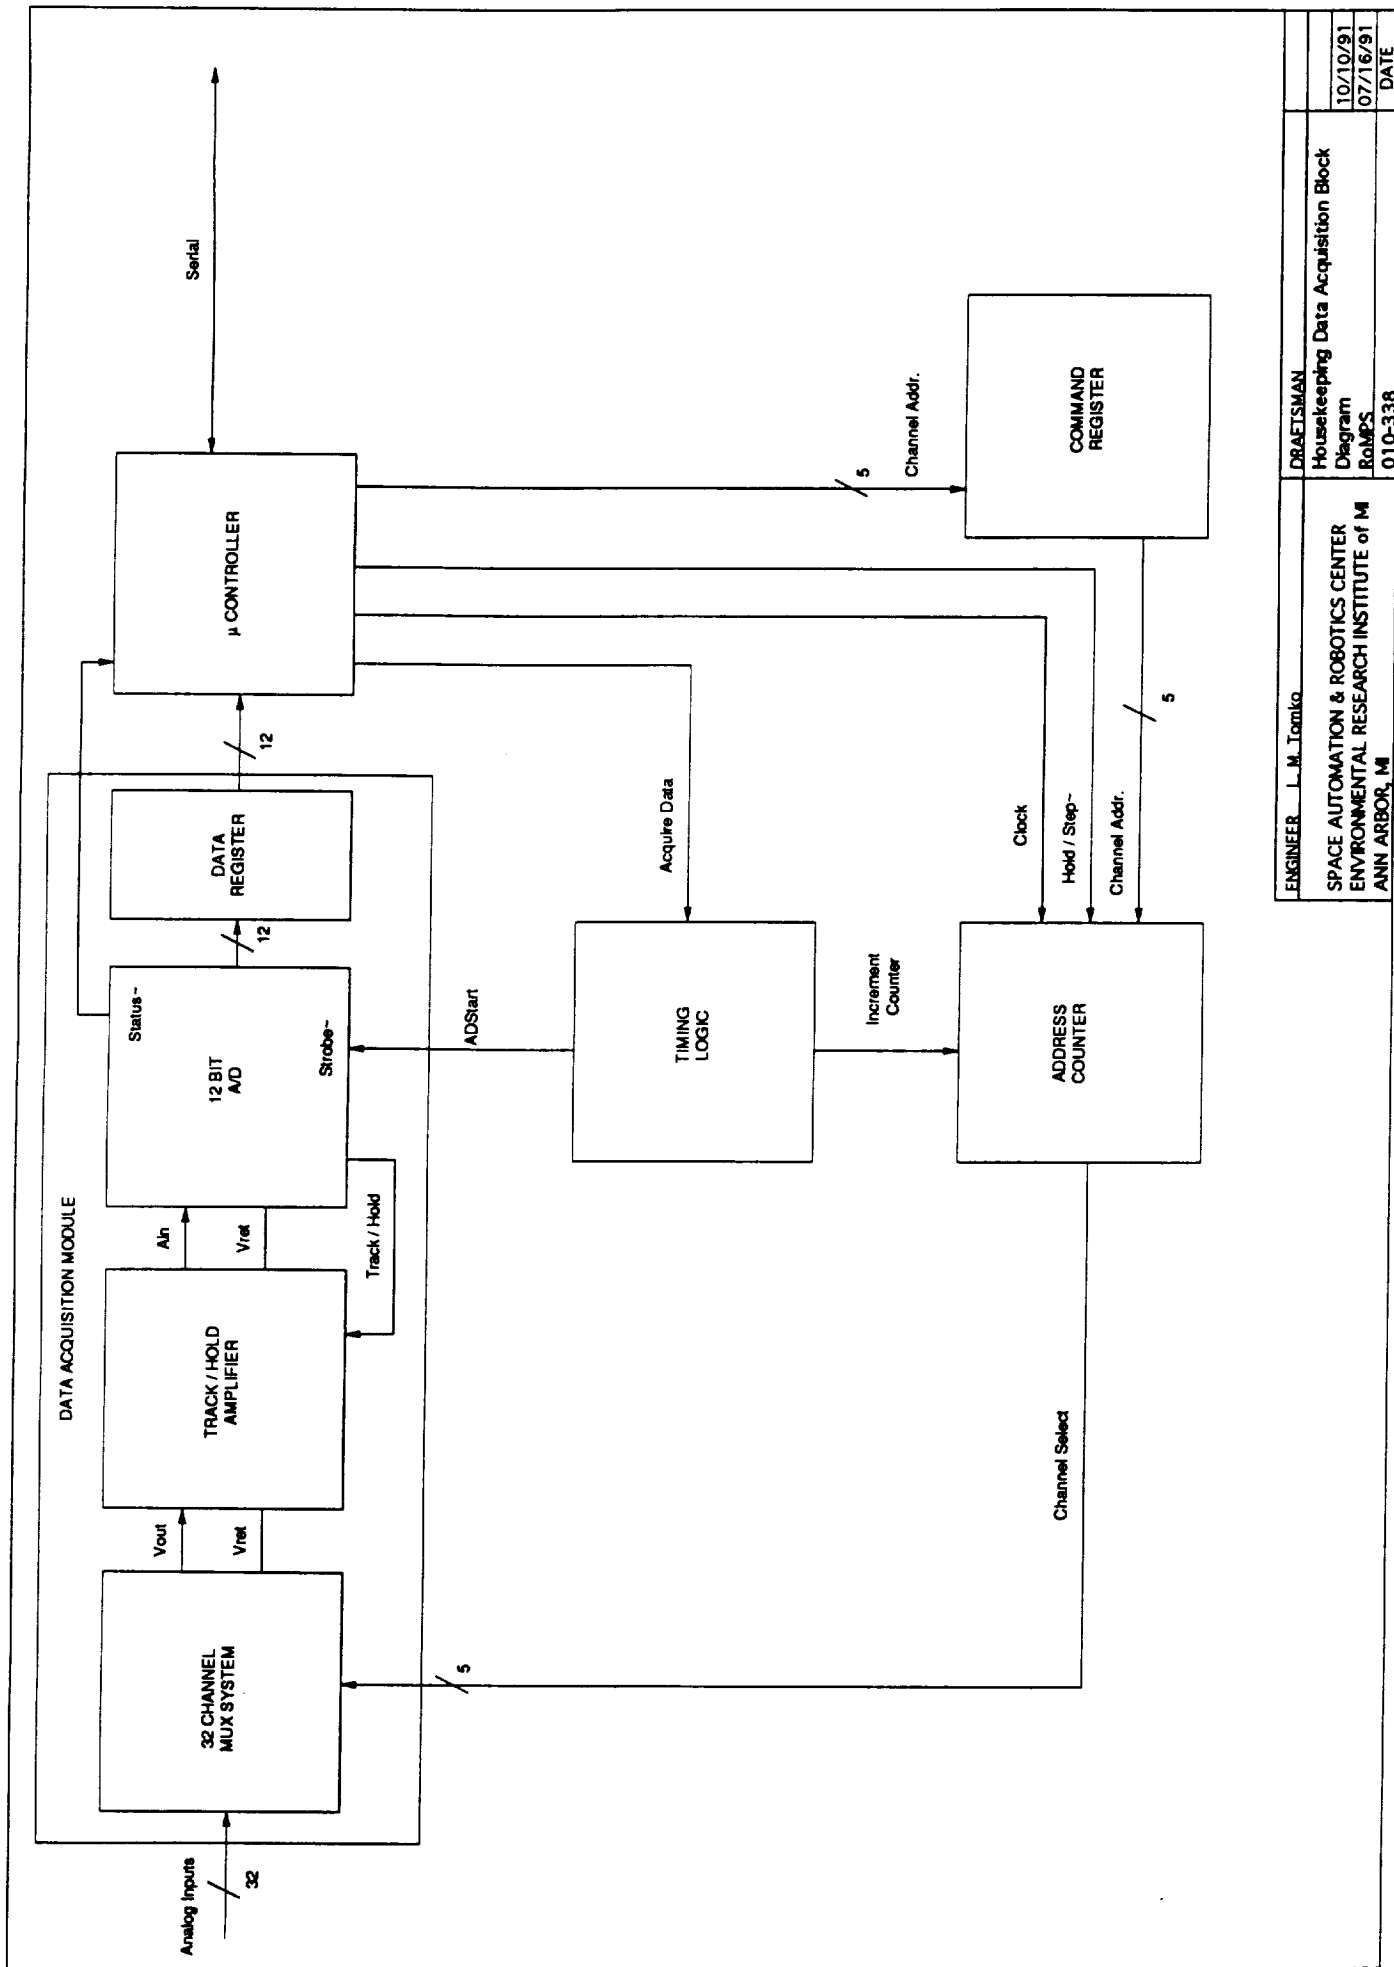 DATA ACQUISITION MODULE
Analog Inputs
32
32 CHANNEL
MUX SYSTEM
Vout
Vret
TRACK / HOLD
AMPLIFIER
Ain
Vret
Track / Hold
12 BIT
A/D
Status~
Strobe~
12
DATA
REGISTER
12
µ CONTROLLER
Serial
ADStart
Acquire Data
TIMING
LOGIC
Increment
Counter
5
Channel Addr.
Clock
Hold / Step~
Channel Addr.
5
ADDRESS
COUNTER
COMMAND
REGISTER
5
Channel Select
ENGINEER L. M. Tomko
DRAFTSMAN
SPACE AUTOMATION & ROBOTICS CENTER
ENVIRONMENTAL RESEARCH INSTITUTE of MI
ANN ARBOR, MI
Housekeeping Data Acquisition Block
Diagram
RoMPS
010-338
10/10/91
07/16/91
DATE